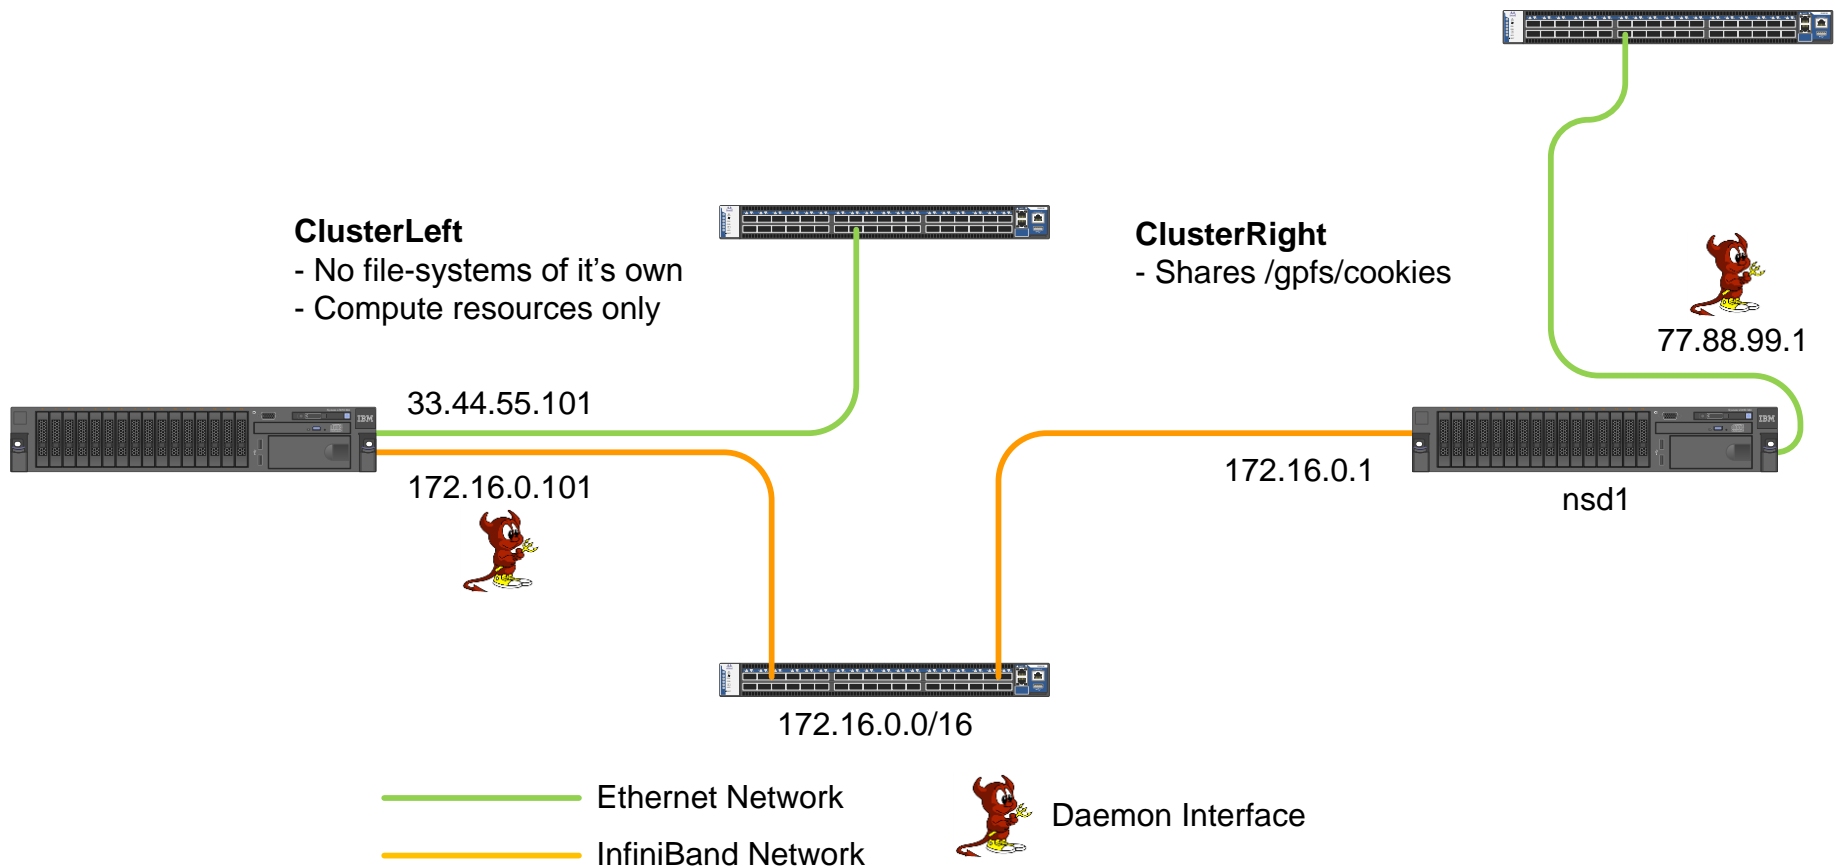 ClusterLeft
- No file-systems of it's own
- Compute resources only
ClusterRight
- Shares /gpfs/cookies
77.88.99.1
33.44.55.101
172.16.0.101
IBM
172.16.0.1
IBM
nsd1
172.16.0.0/16
Ethernet Network
InfiniBand Network
Daemon Interface